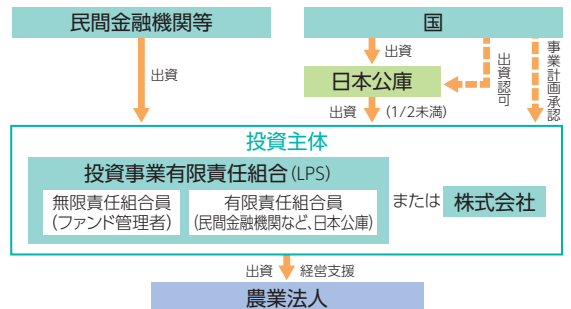 民間金融機関等
国
出資
出資
出資認可
事業計画承認
日本公庫
出資 (1/2未満)
投資主体
投資事業有限責任組合(LPS)
無限責任組合員
(ファンド管理者)
有限責任組合員
(民間金融機関など、日本公庫)
または
株式会社
出資 経営支援
農業法人